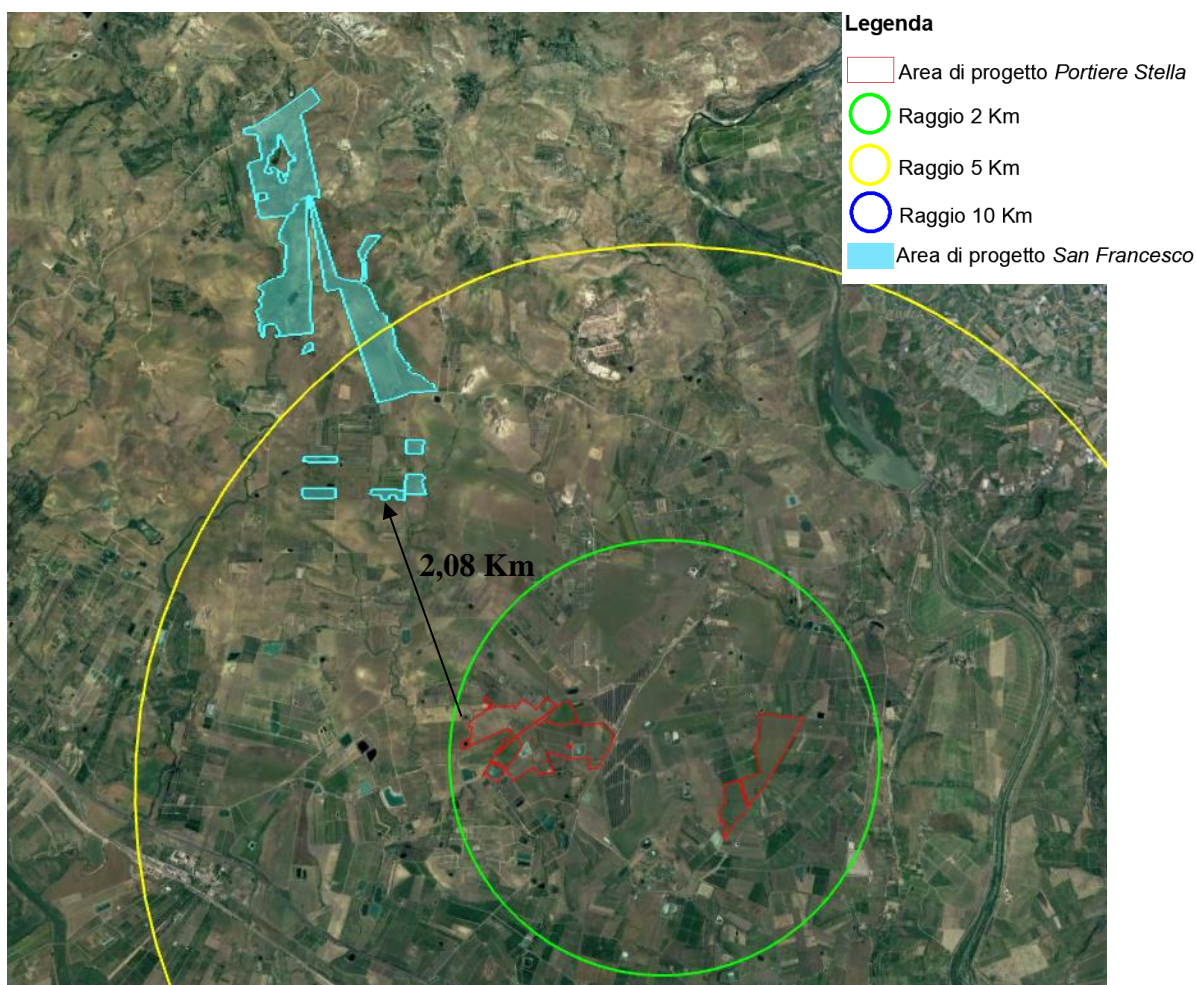 Legenda
Area di progetto Portiere Stella
Raggio 2 Km
Raggio 5 Km
Raggio 10 Km
Area di progetto San Francesco
2,08 Km